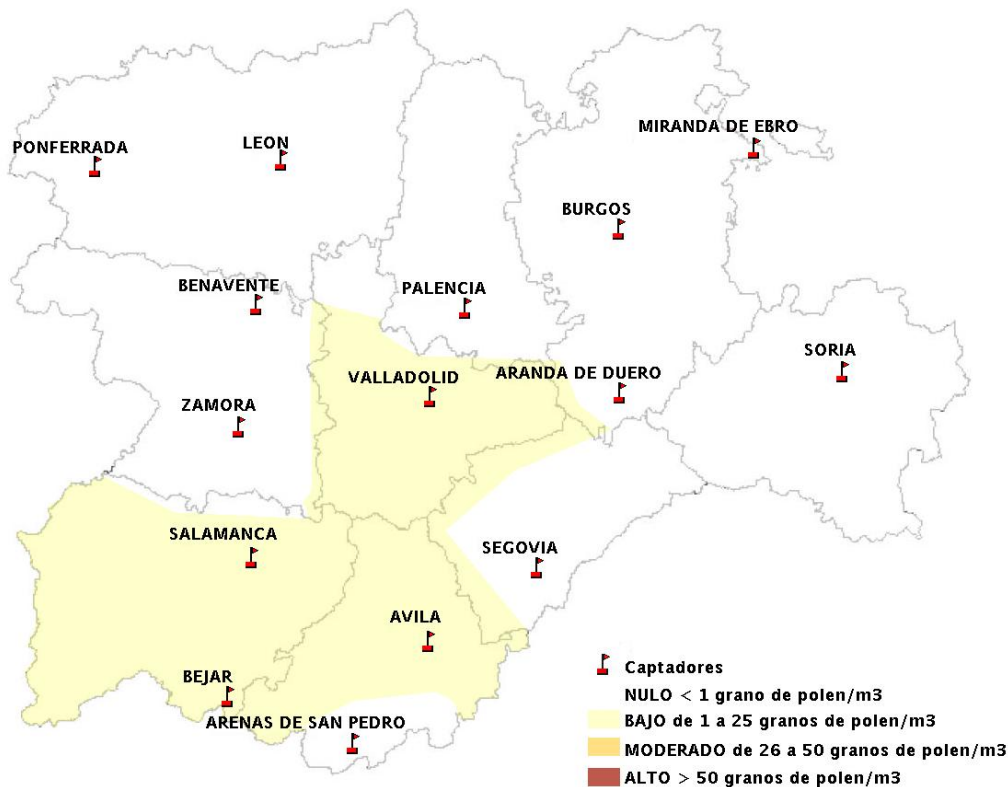 MIRANDA DE EBRO
PONFERRADA
LEON
BURGOS
BENAVENTE
PALENCIA
SORIA
VALLADOLID
ARANDA DE DUERO
ZAMORA
SALAMANCA
SEGOVIA
AVILA
BEJAR
ARENAS DE SAN PEDRO
Captadores
NULO < 1 grano de polen/m3
BAJO de 1 a 25 granos de polen/m3
MODERADO de 26 a 50 granos de polen/m3
ALTO > 50 granos de polen/m3